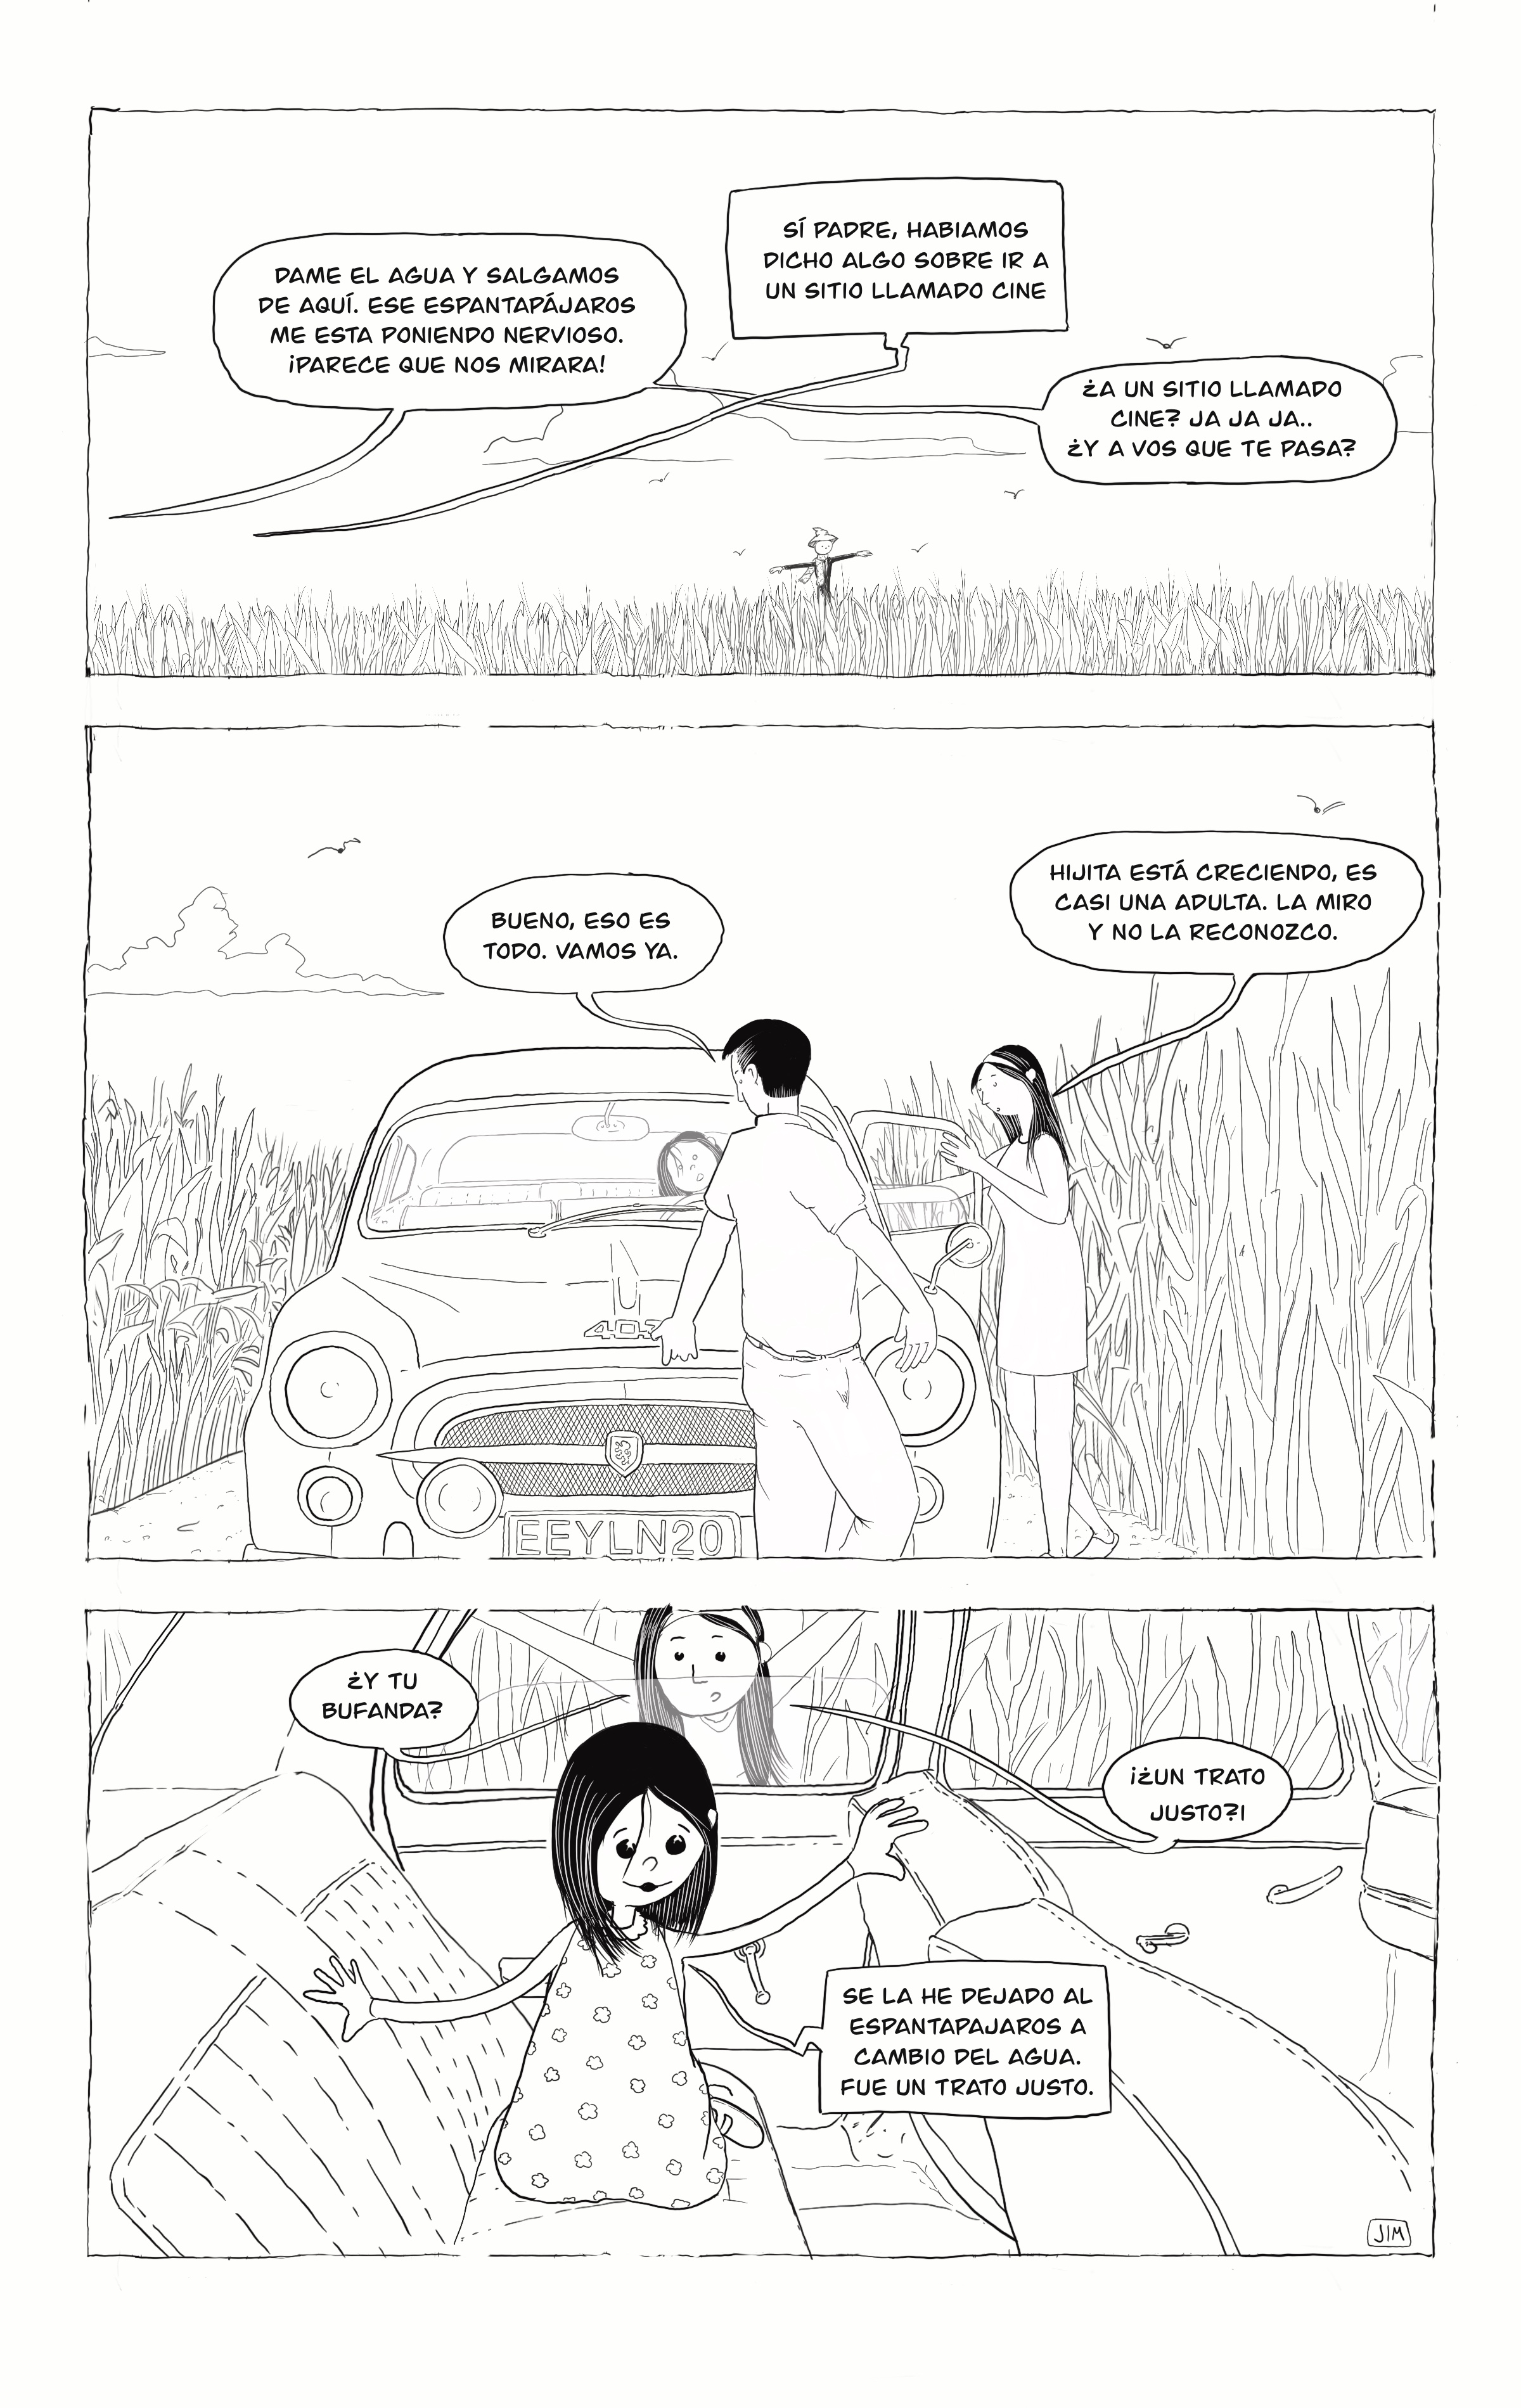 DAME EL AGUA Y SALGAMOS
DE AQUÍ. ESE ESPANTAPÁJAROS
ME ESTA PONIENDO NERVIOSO.
¡PARECE QUE NOS MIRARA!
SÍ PADRE, HABIAMOS
DICHO ALGO SOBRE IR A
UN SITIO LLAMADO CINE
¿A UN SITIO LLAMADO
CINE? JA JA JA..
¿Y A VOS QUE TE PASA?
BUENO, ESO ES
TODO. VAMOS YA.
HIJITA ESTÁ CRECIENDO, ES
CASI UNA ADULTA. LA MIRO
Y NO LA RECONOZCO.
403
EEYLN20
¿Y TU
BUFANDA?
¡¿UN TRATO
JUSTO?!
SE LA HE DEJADO AL
ESPANTAPAJAROS A
CAMBIO DEL AGUA.
FUE UN TRATO JUSTO.
JIM